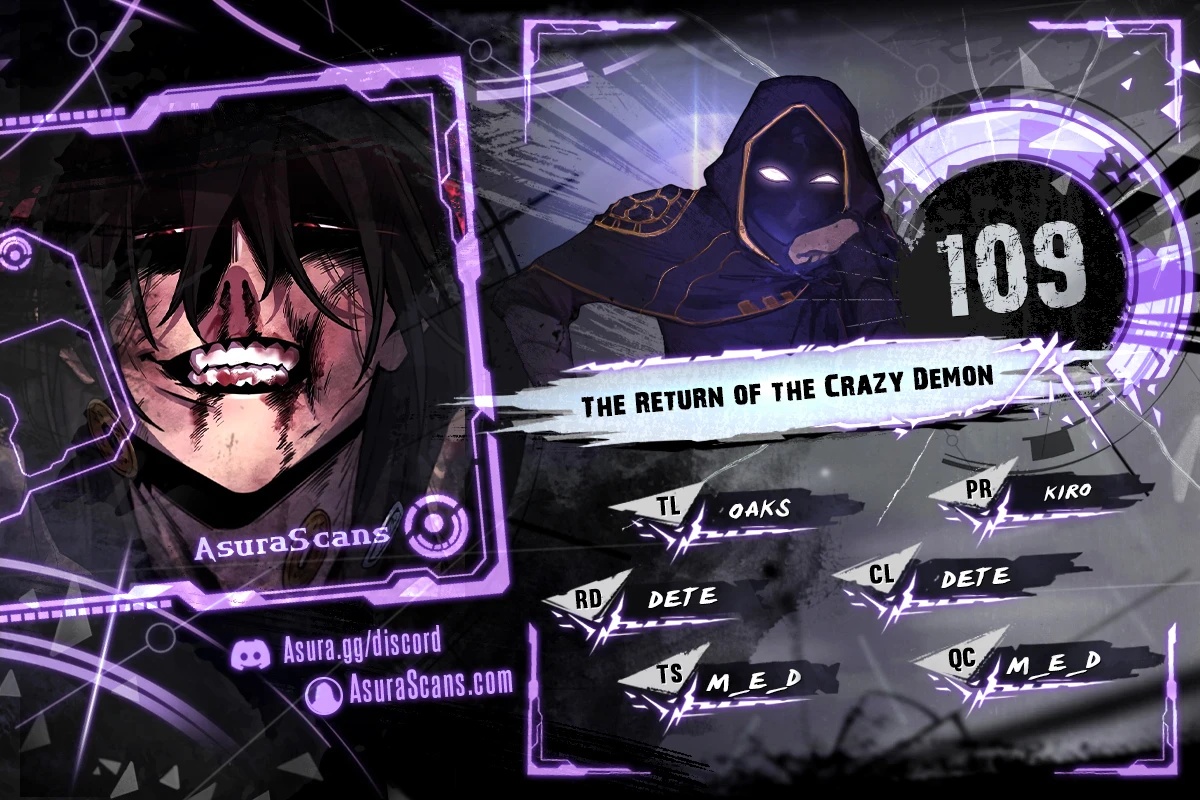 109
THE RETURN OF THE CRAZY DEMON
TL OAKS
PR KIRO
RD DETE
CL DETE
TS M_E_D
QC M_E_D
AsuraScans
Asura.gg/discord
AsuraScans.com